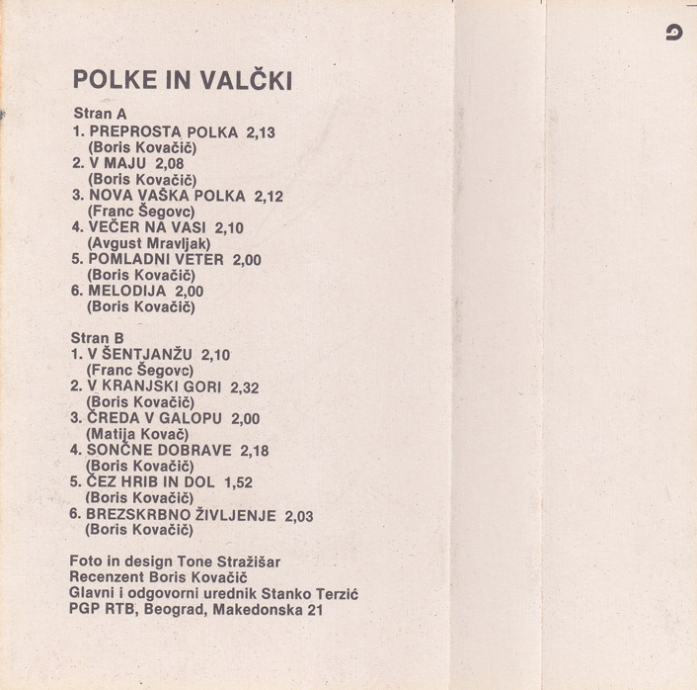 POLKE IN VALČKI
Stran A
1. PREPROSTA POLKA 2,13
(Boris Kovačič)
2. V MAJU 2,08
(Boris Kovačič)
3. NOVA VAŠKA POLKA 2,12
(Franc Šegovc)
4. VEČER NA VASI 2,10
(Avgust Mravljak)
5. POMLADNI VETER 2,00
(Boris Kovačič)
6. MELODIJA 2,00
(Boris Kovačič)
Stran B
1. V ŠENTJANŽU 2,10
(Franc Šegovc)
2. V KRANJSKI GORI 2,32
(Boris Kovačič)
3. ČREDA V GALOPU 2,00
(Matija Kovač)
4. SONČNE DOBRAVE 2,18
(Boris Kovačič)
5. ČEZ HRIB IN DOL 1,52
(Boris Kovačič)
6. BREZSKRBNO ŽIVLJENJE 2,03
(Boris Kovačič)
Foto in design Tone Stražišar
Recenzent Boris Kovačič
Glavni i odgovorni urednik Stanko Terzić
PGP RTB, Beograd, Makedonska 21